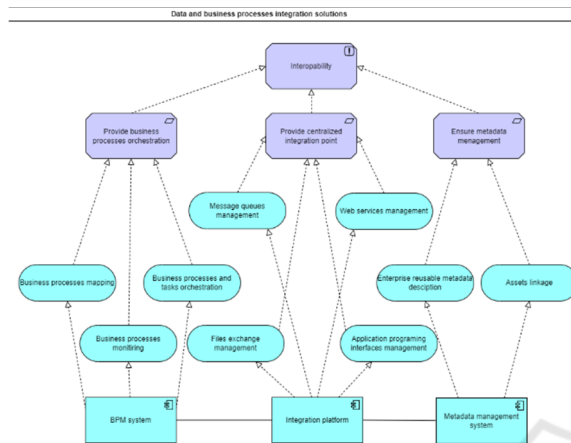 Data and business processes integration solutions
Interopability
Provide business
processes orchestration
Provide centralized
integration point
Ensure metadata
menagement
Message queues
management
Web services management
Business processes mapping
Business processes and
tasks orchestration
Enterprise reusable metadata
desciption
Assets linkage
Business processes
monitiring
Files exchange
management
Application programing
interfaces management
BPM system
Integration platform
Metadata management
system